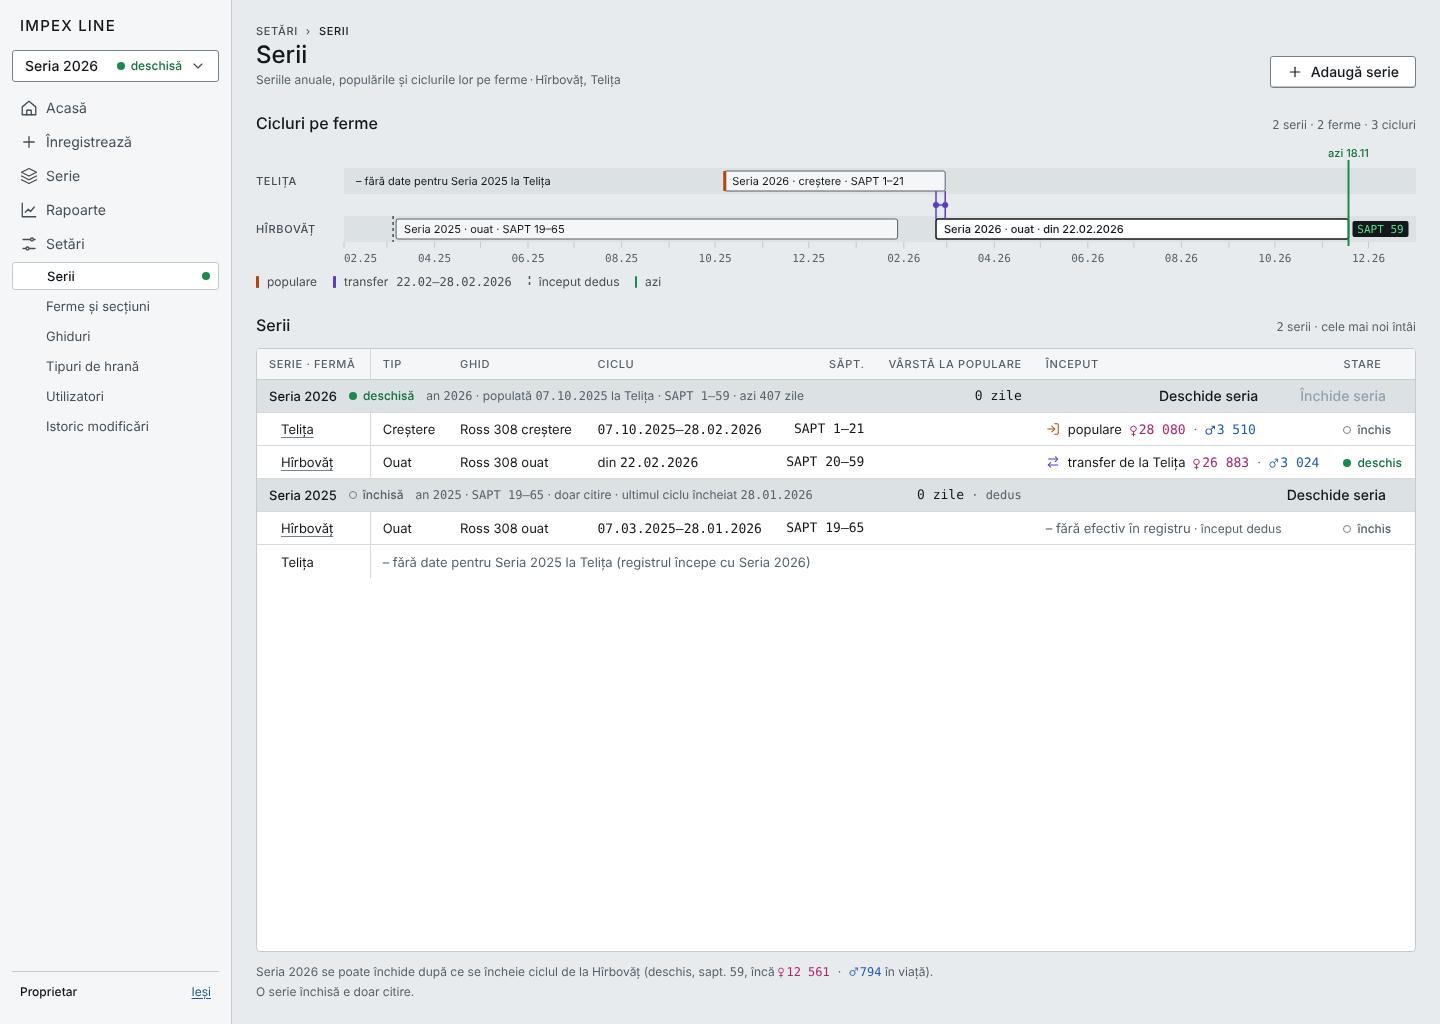 IMPEX LINE
Seria 2026 deschisă
Acasă
Înregistrează
Serie
Rapoarte
Setări
Serii
Ferme și secțiuni
Ghiduri
Tipuri de hrană
Utilizatori
Istoric modificări
Proprietar Ieși
SETĂRI › SERII
Serii
Seriile anuale, populările și ciclurile lor pe ferme · Hîrbovăț, Telița
+ Adaugă serie
Cicluri pe ferme
2 serii · 2 ferme · 3 cicluri
azi 18.11
TELIȚA – fără date pentru Seria 2025 la Telița Seria 2026 · creștere · SAPT 1–21
HÎRBOVĂȚ Seria 2025 · ouat · SAPT 19–65 Seria 2026 · ouat · din 22.02.2026 SAPT 59
02.25 04.25 06.25 08.25 10.25 12.25 02.26 04.26 06.26 08.26 10.26 12.26
populare transfer 22.02–28.02.2026 început dedus azi
Serii
2 serii · cele mai noi întâi
SERIE · FERMĂ TIP GHID CICLU SĂPT. VÂRSTĂ LA POPULARE ÎNCEPUT STARE
Seria 2026 deschisă an 2026 · populată 07.10.2025 la Telița · SAPT 1–59 · azi 407 zile 0 zile Deschide seria Închide seria
Telița Creștere Ross 308 creștere 07.10.2025–28.02.2026 SAPT 1–21 populare ♀28 080 · ♂3 510 închis
Hîrbovăț Ouat Ross 308 ouat din 22.02.2026 SAPT 20–59 transfer de la Telița ♀26 883 · ♂3 024 deschis
Seria 2025 închisă an 2025 · SAPT 19–65 · doar citire · ultimul ciclu încheiat 28.01.2026 0 zile · dedus Deschide seria
Hîrbovăț Ouat Ross 308 ouat 07.03.2025–28.01.2026 SAPT 19–65 – fără efectiv în registru · început dedus închis
Telița – fără date pentru Seria 2025 la Telița (registrul începe cu Seria 2026)
Seria 2026 se poate închide după ce se încheie ciclul de la Hîrbovăț (deschis, sapt. 59, încă ♀12 561 · ♂794 în viață).
O serie închisă e doar citire.